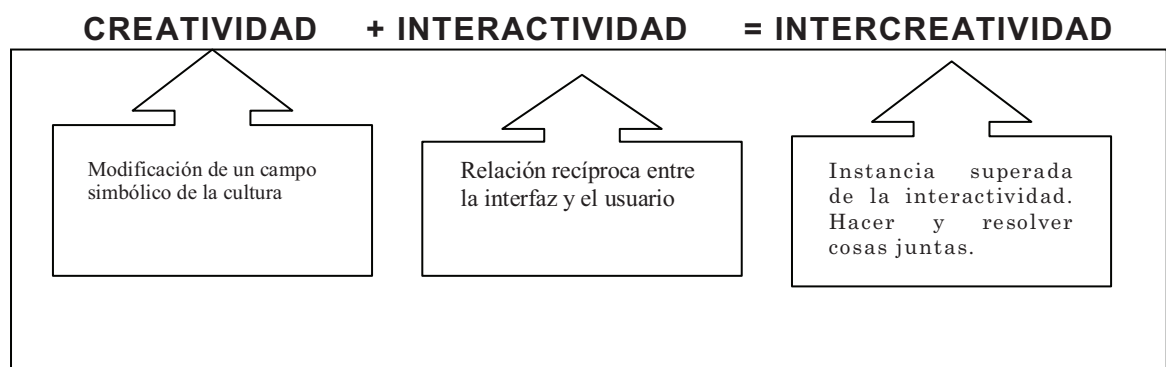 CREATIVIDAD + INTERACTIVIDAD = INTERCREATIVIDAD
Modificación de un campo
simbólico de la cultura
Relación recíproca entre
la interfaz y el usuario
Instancia superada
de la interactividad.
Hacer y resolver
cosas juntas.